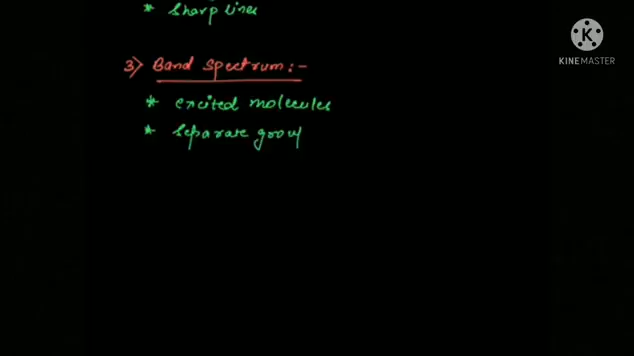 * Sharp lines
3) Band Spectrum:-
* excited molecules
* separate group
K
KINEMASTER